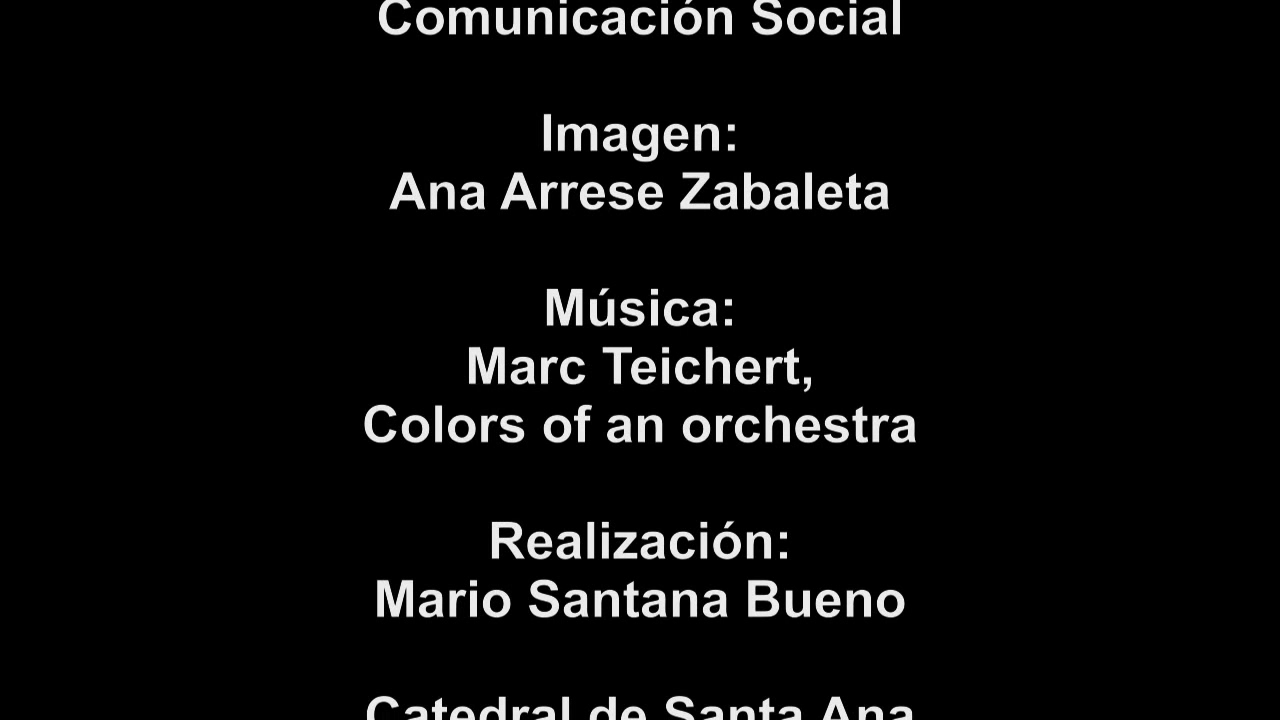 Comunicación Social
Imagen:
Ana Arrese Zabaleta
Música:
Marc Teichert,
Colors of an orchestra
Realización:
Mario Santana Bueno
Catedral de Santa Ana